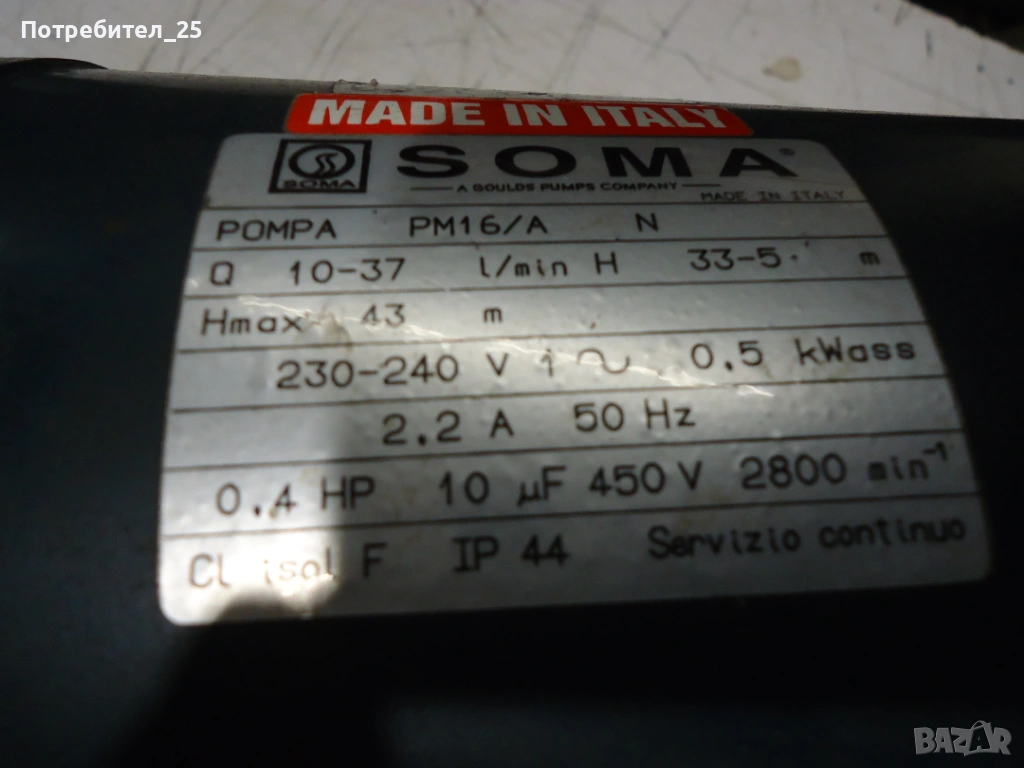 Потребител_25
MADE IN ITALY
SOMA
SOMA
A GOULDS PUMPS COMPANY
MADE IN ITALY
POMPA PM16/A N
Q 10-37 l/min H 33-5 m
Hmax 43 m
230-240 V 1~ 0.5 kWass
2.2 A 50 Hz
0.4 HP 10 µF 450 V 2800 min⁻¹
Cl isol F IP 44 Servizio continuo
BAZAR